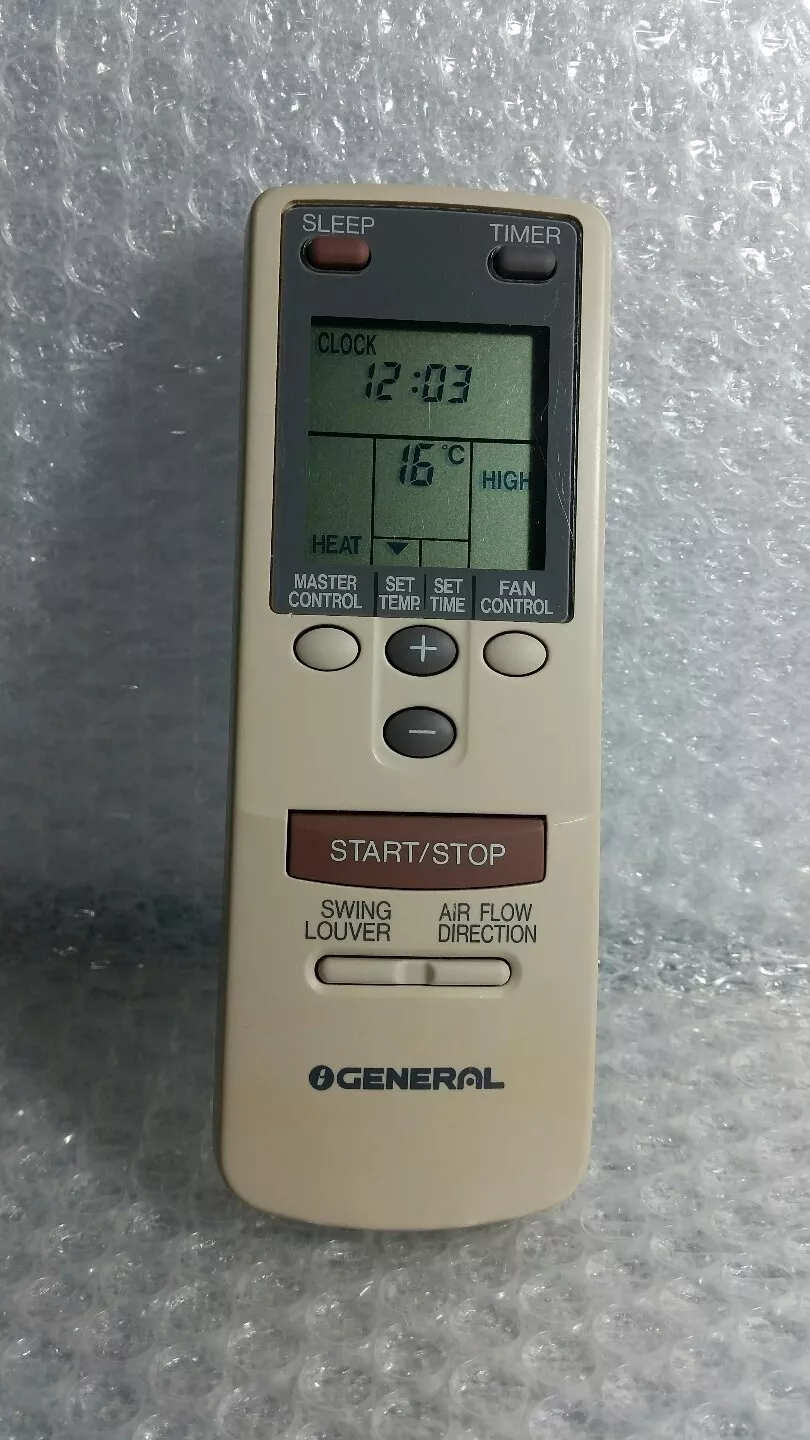 SLEEP TIMER
CLOCK
12:03
16 °C HIGH
HEAT
MASTER CONTROL
SET TEMP.
SET TIME
FAN CONTROL
+
−
START/STOP
SWING LOUVER
AIR FLOW DIRECTION
GENERAL